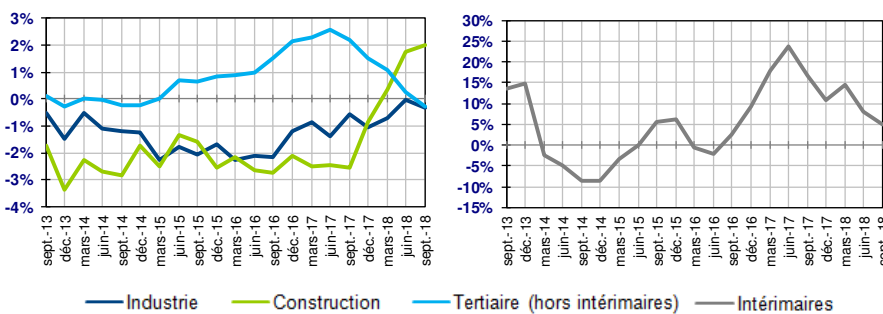 3%
2%
1%
0%
-1%
-2%
-3%
-4%
sept.-13
déc.-13
mars-14
juin-14
sept.-14
déc.-14
mars-15
juin-15
sept.-15
déc.-15
mars-16
juin-16
sept.-16
déc.-16
mars-17
juin-17
sept.-17
déc.-17
mars-18
juin-18
sept.-18
30%
25%
20%
15%
10%
5%
0%
-5%
-10%
-15%
sept.-13
déc.-13
mars-14
juin-14
sept.-14
déc.-14
mars-15
juin-15
sept.-15
déc.-15
mars-16
juin-16
sept.-16
déc.-16
mars-17
juin-17
sept.-17
déc.-17
mars-18
juin-18
sept.-18
Industrie
Construction
Tertiaire (hors intérimaires)
Intérimaires